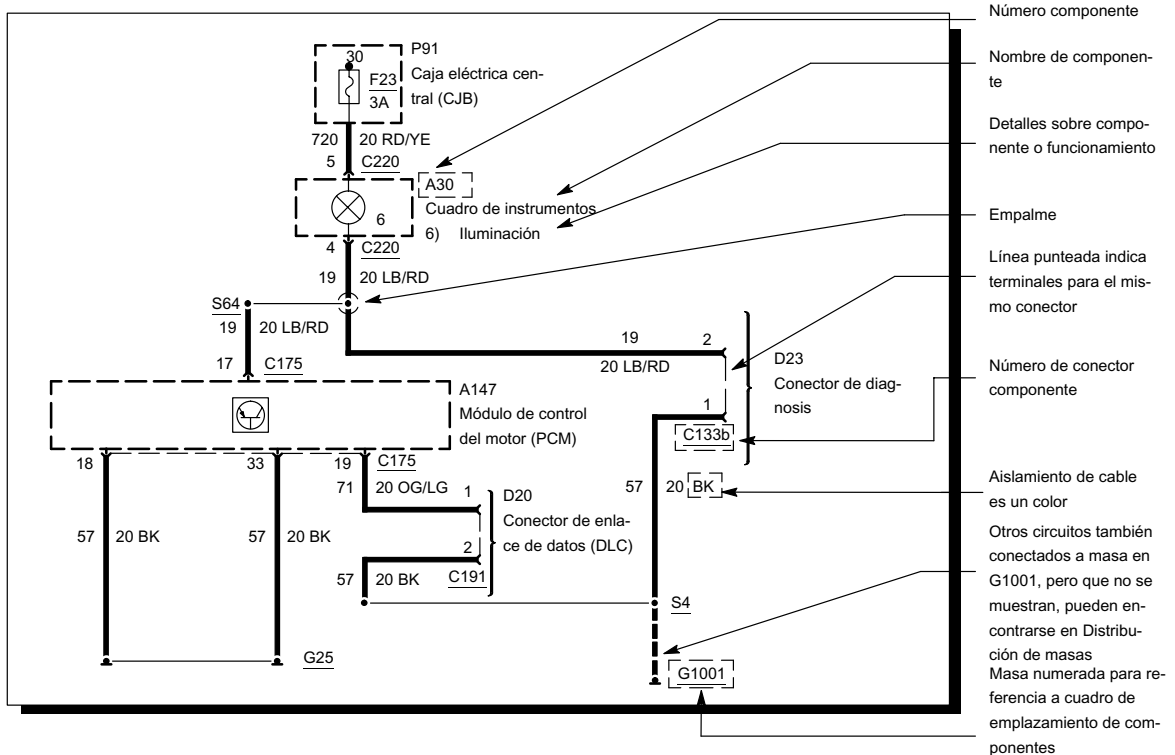 Número componente
Nombre de componen-
te
Detalles sobre compo-
nente o funcionamiento
Empalme
Línea punteada indica
terminales para el mis-
mo conector
Número de conector
componente
Aislamiento de cable
es un color
Otros circuitos también
conectados a masa en
G1001, pero que no se
muestran, pueden en-
contrarse en Distribu-
ción de masas
Masa numerada para re-
ferencia a cuadro de
emplazamiento de com-
ponentes
30
F23
3A
P91
Caja eléctrica cen-
tral (CJB)
720 20 RD/YE
5 C220
A30
Cuadro de instrumentos
6
6) Iluminación
4 C220
19 20 LB/RD
S64
19 20 LB/RD
17 C175
19 2
20 LB/RD
D23
Conector de diag-
nosis
1
C133b
A147
Módulo de control
del motor (PCM)
18 33 19 C175
71 20 OG/LG 1
D20
Conector de enla-
ce de datos (DLC)
2
C191
57 20 BK
57 20 BK
57 20 BK
57 20 BK
S4
G25
G1001